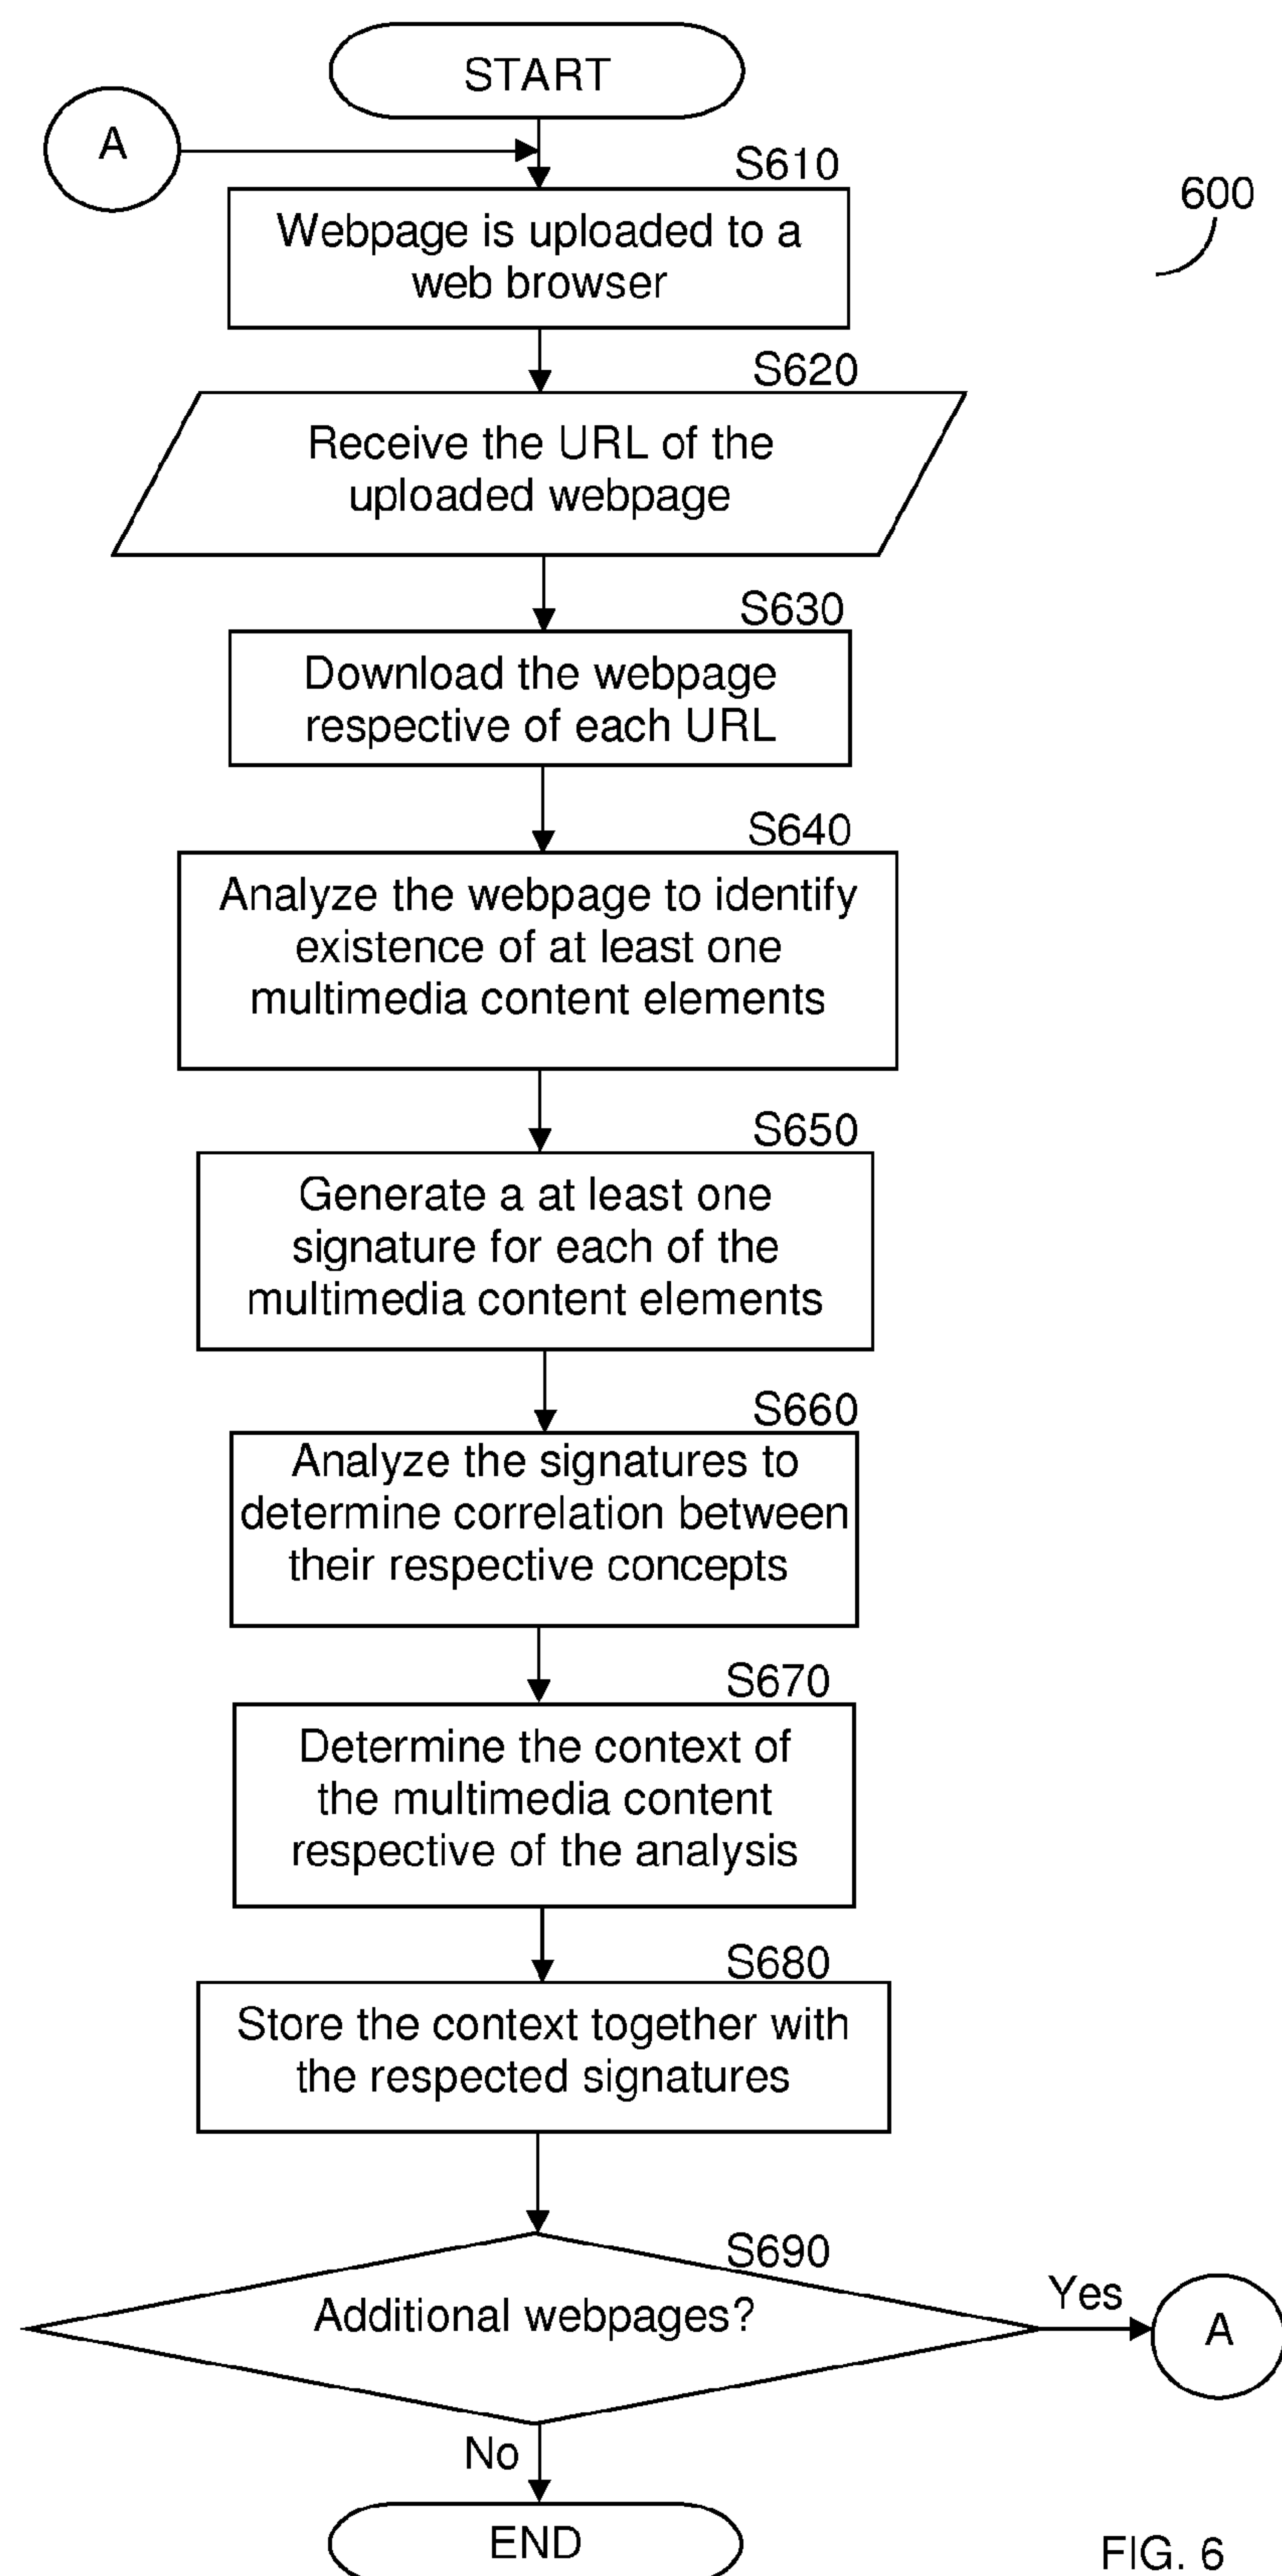 START
A
S610
600
Webpage is uploaded to a
web browser
S620
Receive the URL of the
uploaded webpage
S630
Download the webpage
respective of each URL
S640
Analyze the webpage to identify
existence of at least one
multimedia content elements
S650
Generate a at least one
signature for each of the
multimedia content elements
S660
Analyze the signatures to
determine correlation between
their respective concepts
S670
Determine the context of
the multimedia content
respective of the analysis
S680
Store the context together with
the respected signatures
S690
Additional webpages?
Yes
A
No
END
FIG. 6